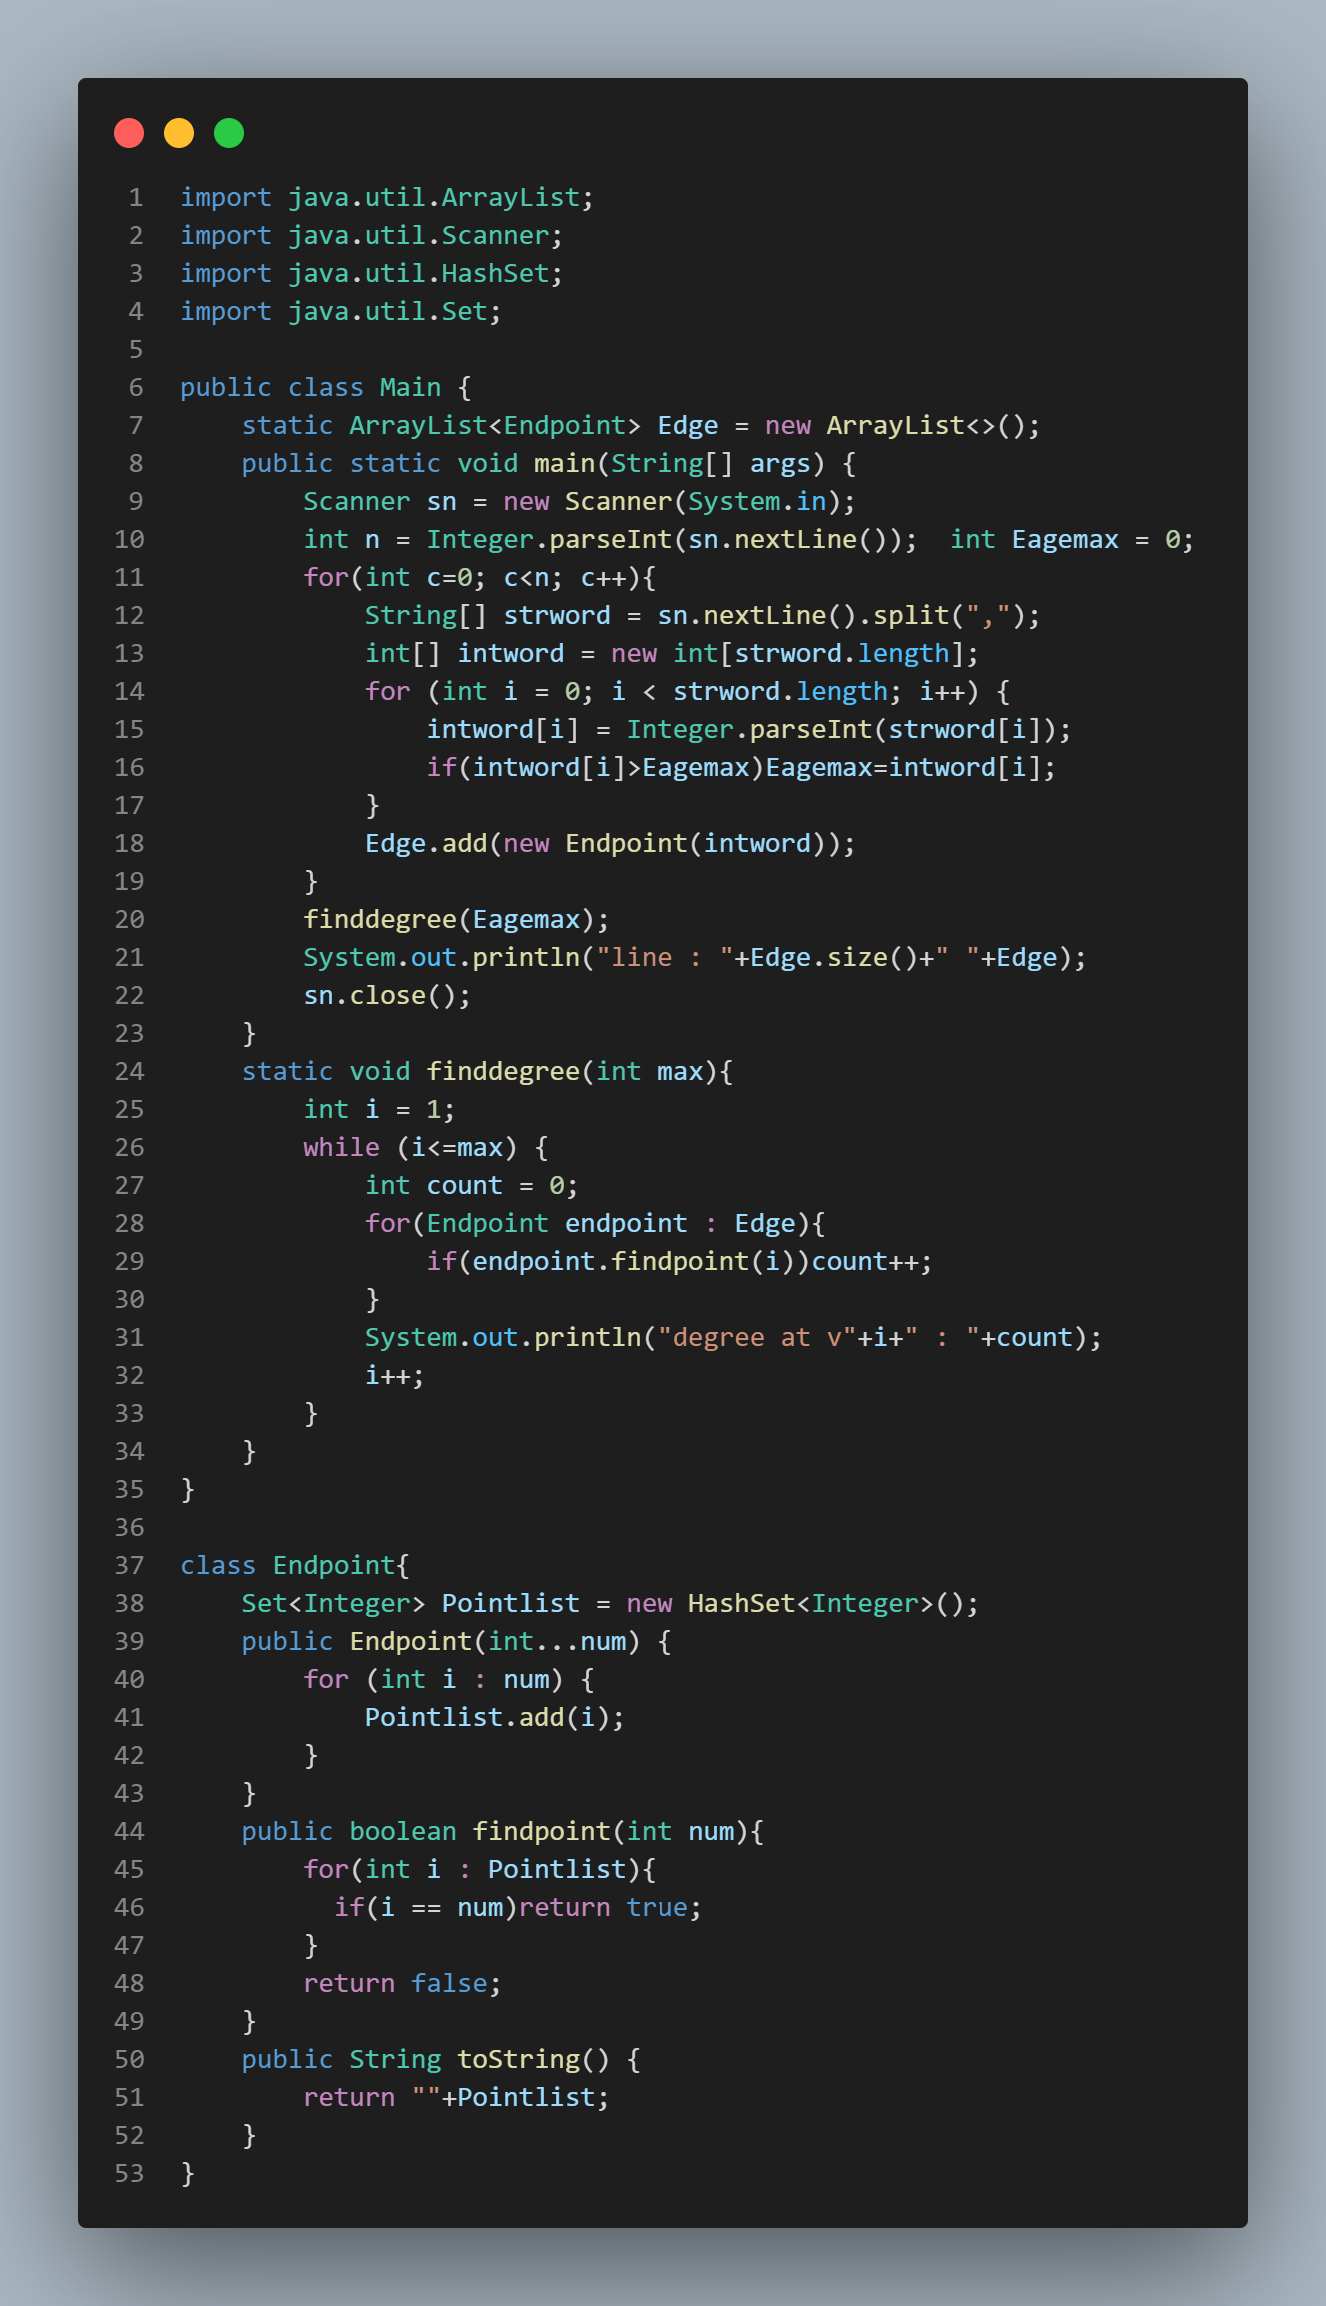 1 import java.util.ArrayList;
2 import java.util.Scanner;
3 import java.util.HashSet;
4 import java.util.Set;
5
6 public class Main {
7     static ArrayList<Endpoint> Edge = new ArrayList<>();
8     public static void main(String[] args) {
9         Scanner sn = new Scanner(System.in);
10         int n = Integer.parseInt(sn.nextLine());  int Eagemax = 0;
11         for(int c=0; c<n; c++){
12             String[] strword = sn.nextLine().split(",");
13             int[] intword = new int[strword.length];
14             for (int i = 0; i < strword.length; i++) {
15                 intword[i] = Integer.parseInt(strword[i]);
16                 if(intword[i]>Eagemax)Eagemax=intword[i];
17             }
18             Edge.add(new Endpoint(intword));
19         }
20         finddegree(Eagemax);
21         System.out.println("line : "+Edge.size()+" "+Edge);
22         sn.close();
23     }
24     static void finddegree(int max){
25         int i = 1;
26         while (i<=max) {
27             int count = 0;
28             for(Endpoint endpoint : Edge){
29                 if(endpoint.findpoint(i))count++;
30             }
31             System.out.println("degree at v"+i+" : "+count);
32             i++;
33         }
34     }
35 }
36
37 class Endpoint{
38     Set<Integer> Pointlist = new HashSet<Integer>();
39     public Endpoint(int...num) {
40         for (int i : num) {
41             Pointlist.add(i);
42         }
43     }
44     public boolean findpoint(int num){
45         for(int i : Pointlist){
46           if(i == num)return true;
47         }
48         return false;
49     }
50     public String toString() {
51         return ""+Pointlist;
52     }
53 }